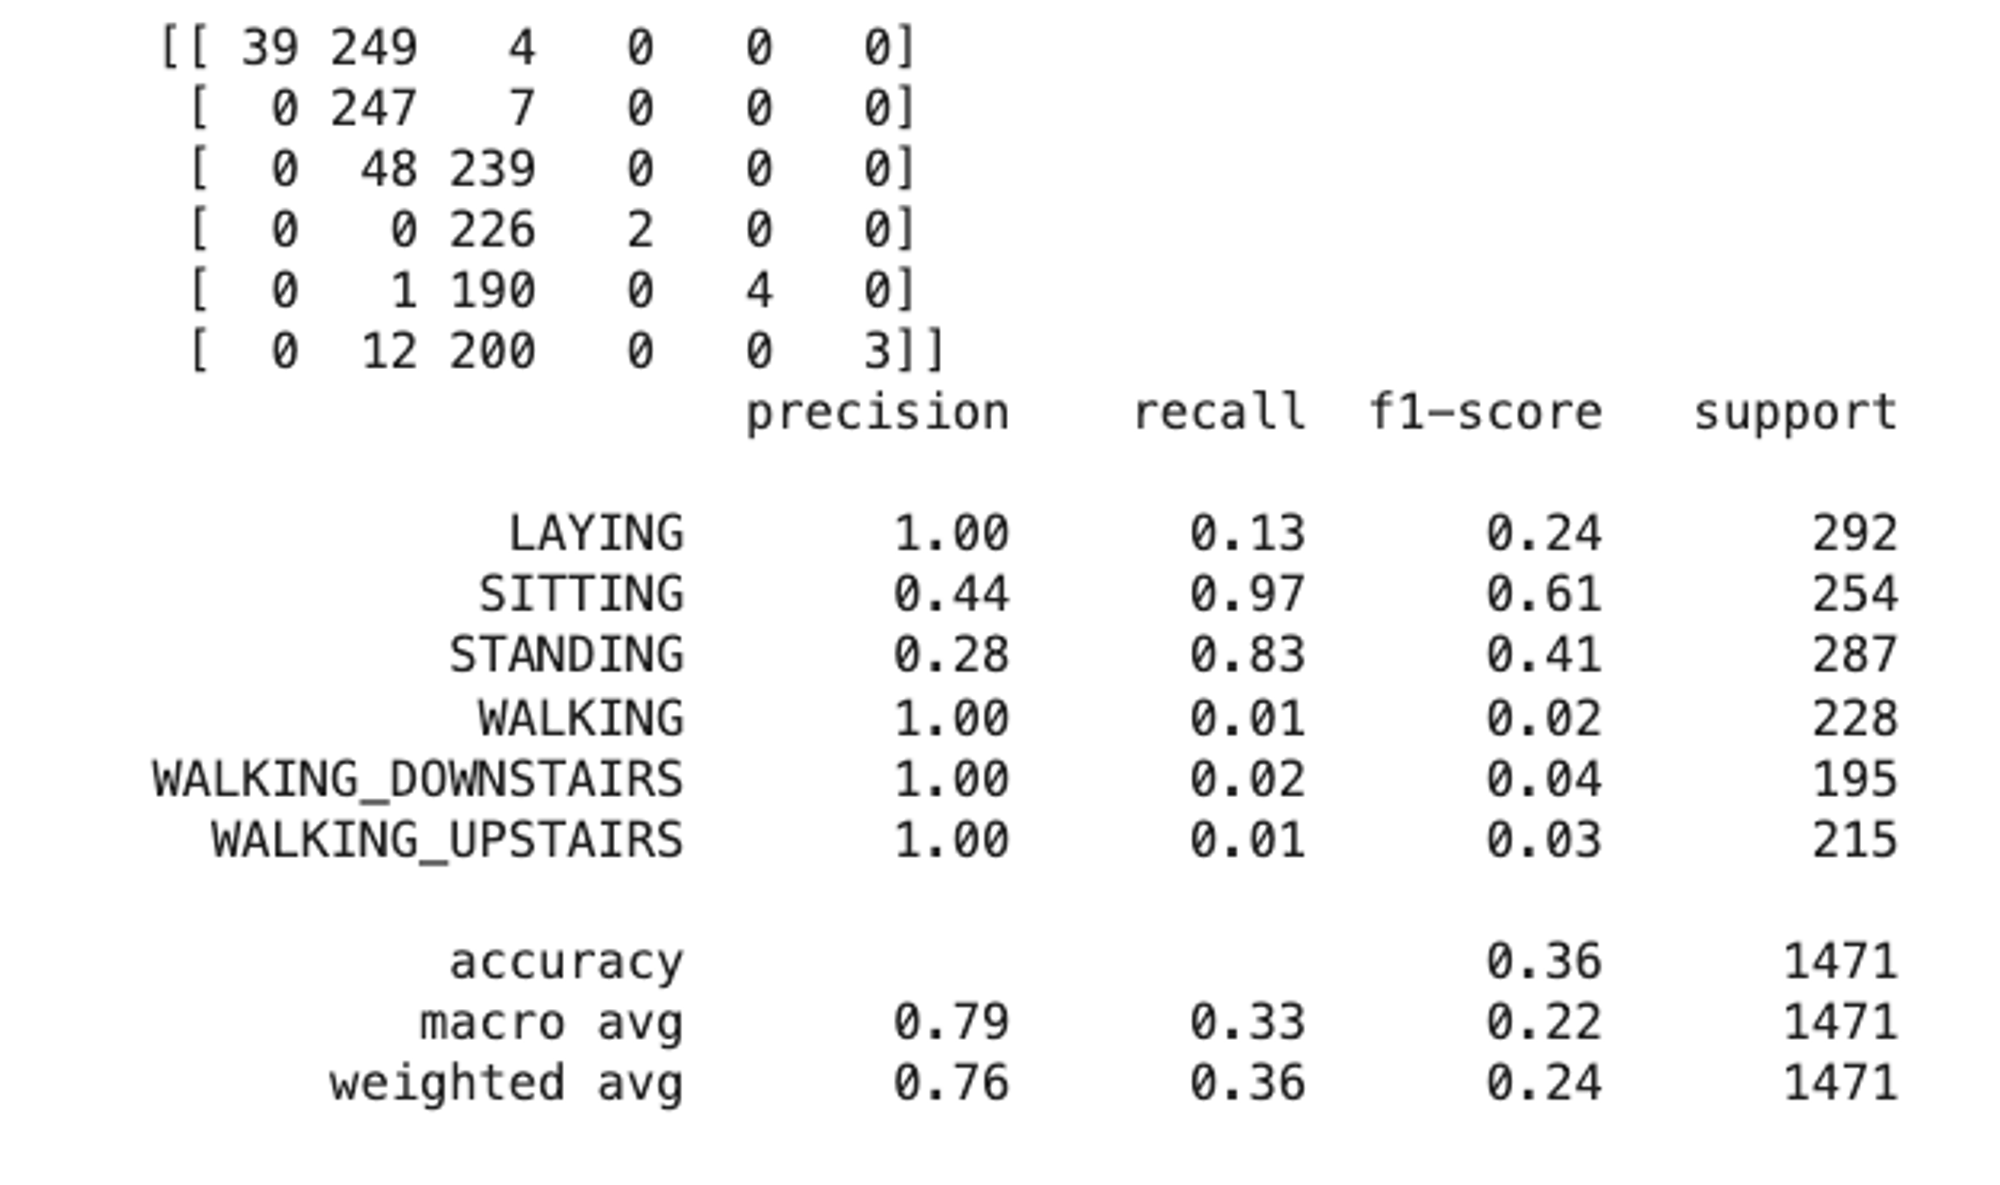 [[ 39 249   4   0   0   0]
 [  0 247   7   0   0   0]
 [  0  48 239   0   0   0]
 [  0   0 226   2   0   0]
 [  0   1 190   0   4   0]
 [  0  12 200   0   0   3]]
precision    recall  f1-score   support
LAYING       1.00      0.13      0.24       292
SITTING       0.44      0.97      0.61       254
STANDING       0.28      0.83      0.41       287
WALKING       1.00      0.01      0.02       228
WALKING_DOWNSTAIRS       1.00      0.02      0.04       195
WALKING_UPSTAIRS       1.00      0.01      0.03       215
accuracy                           0.36      1471
macro avg       0.79      0.33      0.22      1471
weighted avg       0.76      0.36      0.24      1471